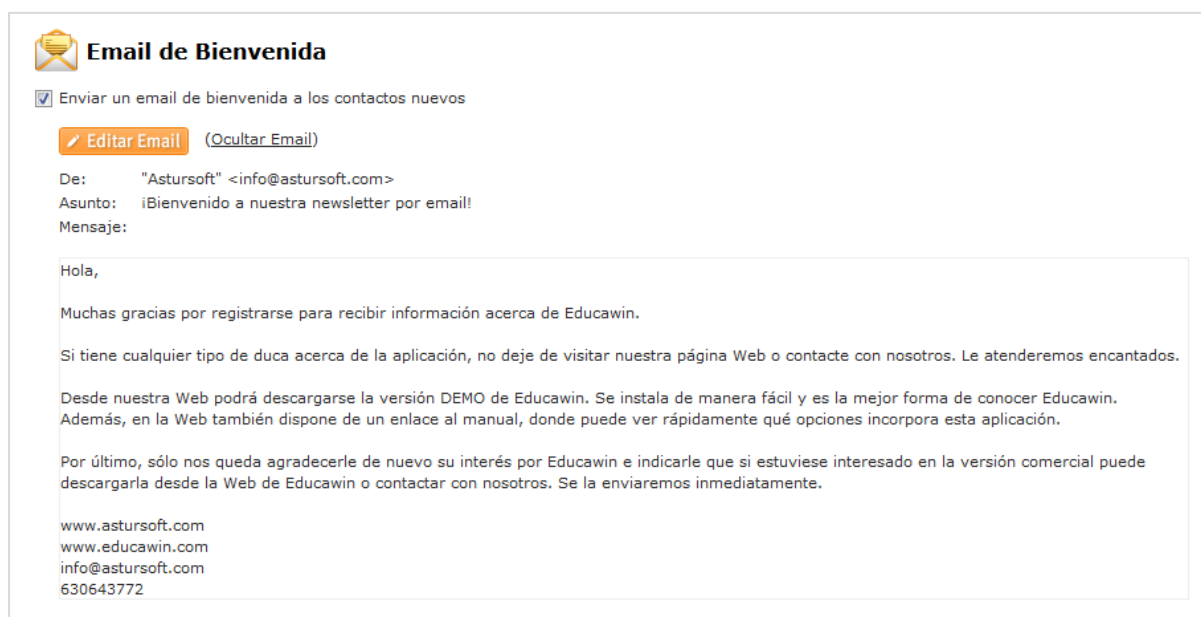 Email de Bienvenida
Enviar un email de bienvenida a los contactos nuevos
Editar Email (Ocultar Email)
De: "Astursoft" <info@astursoft.com>
Asunto: ¡Bienvenido a nuestra newsletter por email!
Mensaje:
Hola,
Muchas gracias por registrarse para recibir información acerca de Educawin.
Si tiene cualquier tipo de duca acerca de la aplicación, no deje de visitar nuestra página Web o contacte con nosotros. Le atenderemos encantados.
Desde nuestra Web podrá descargarse la versión DEMO de Educawin. Se instala de manera fácil y es la mejor forma de conocer Educawin.
Además, en la Web también dispone de un enlace al manual, donde puede ver rápidamente qué opciones incorpora esta aplicación.
Por último, sólo nos queda agradecerle de nuevo su interés por Educawin e indicarle que si estuviese interesado en la versión comercial puede
descargarla desde la Web de Educawin o contactar con nosotros. Se la enviaremos inmediatamente.
www.astursoft.com
www.educawin.com
info@astursoft.com
630643772